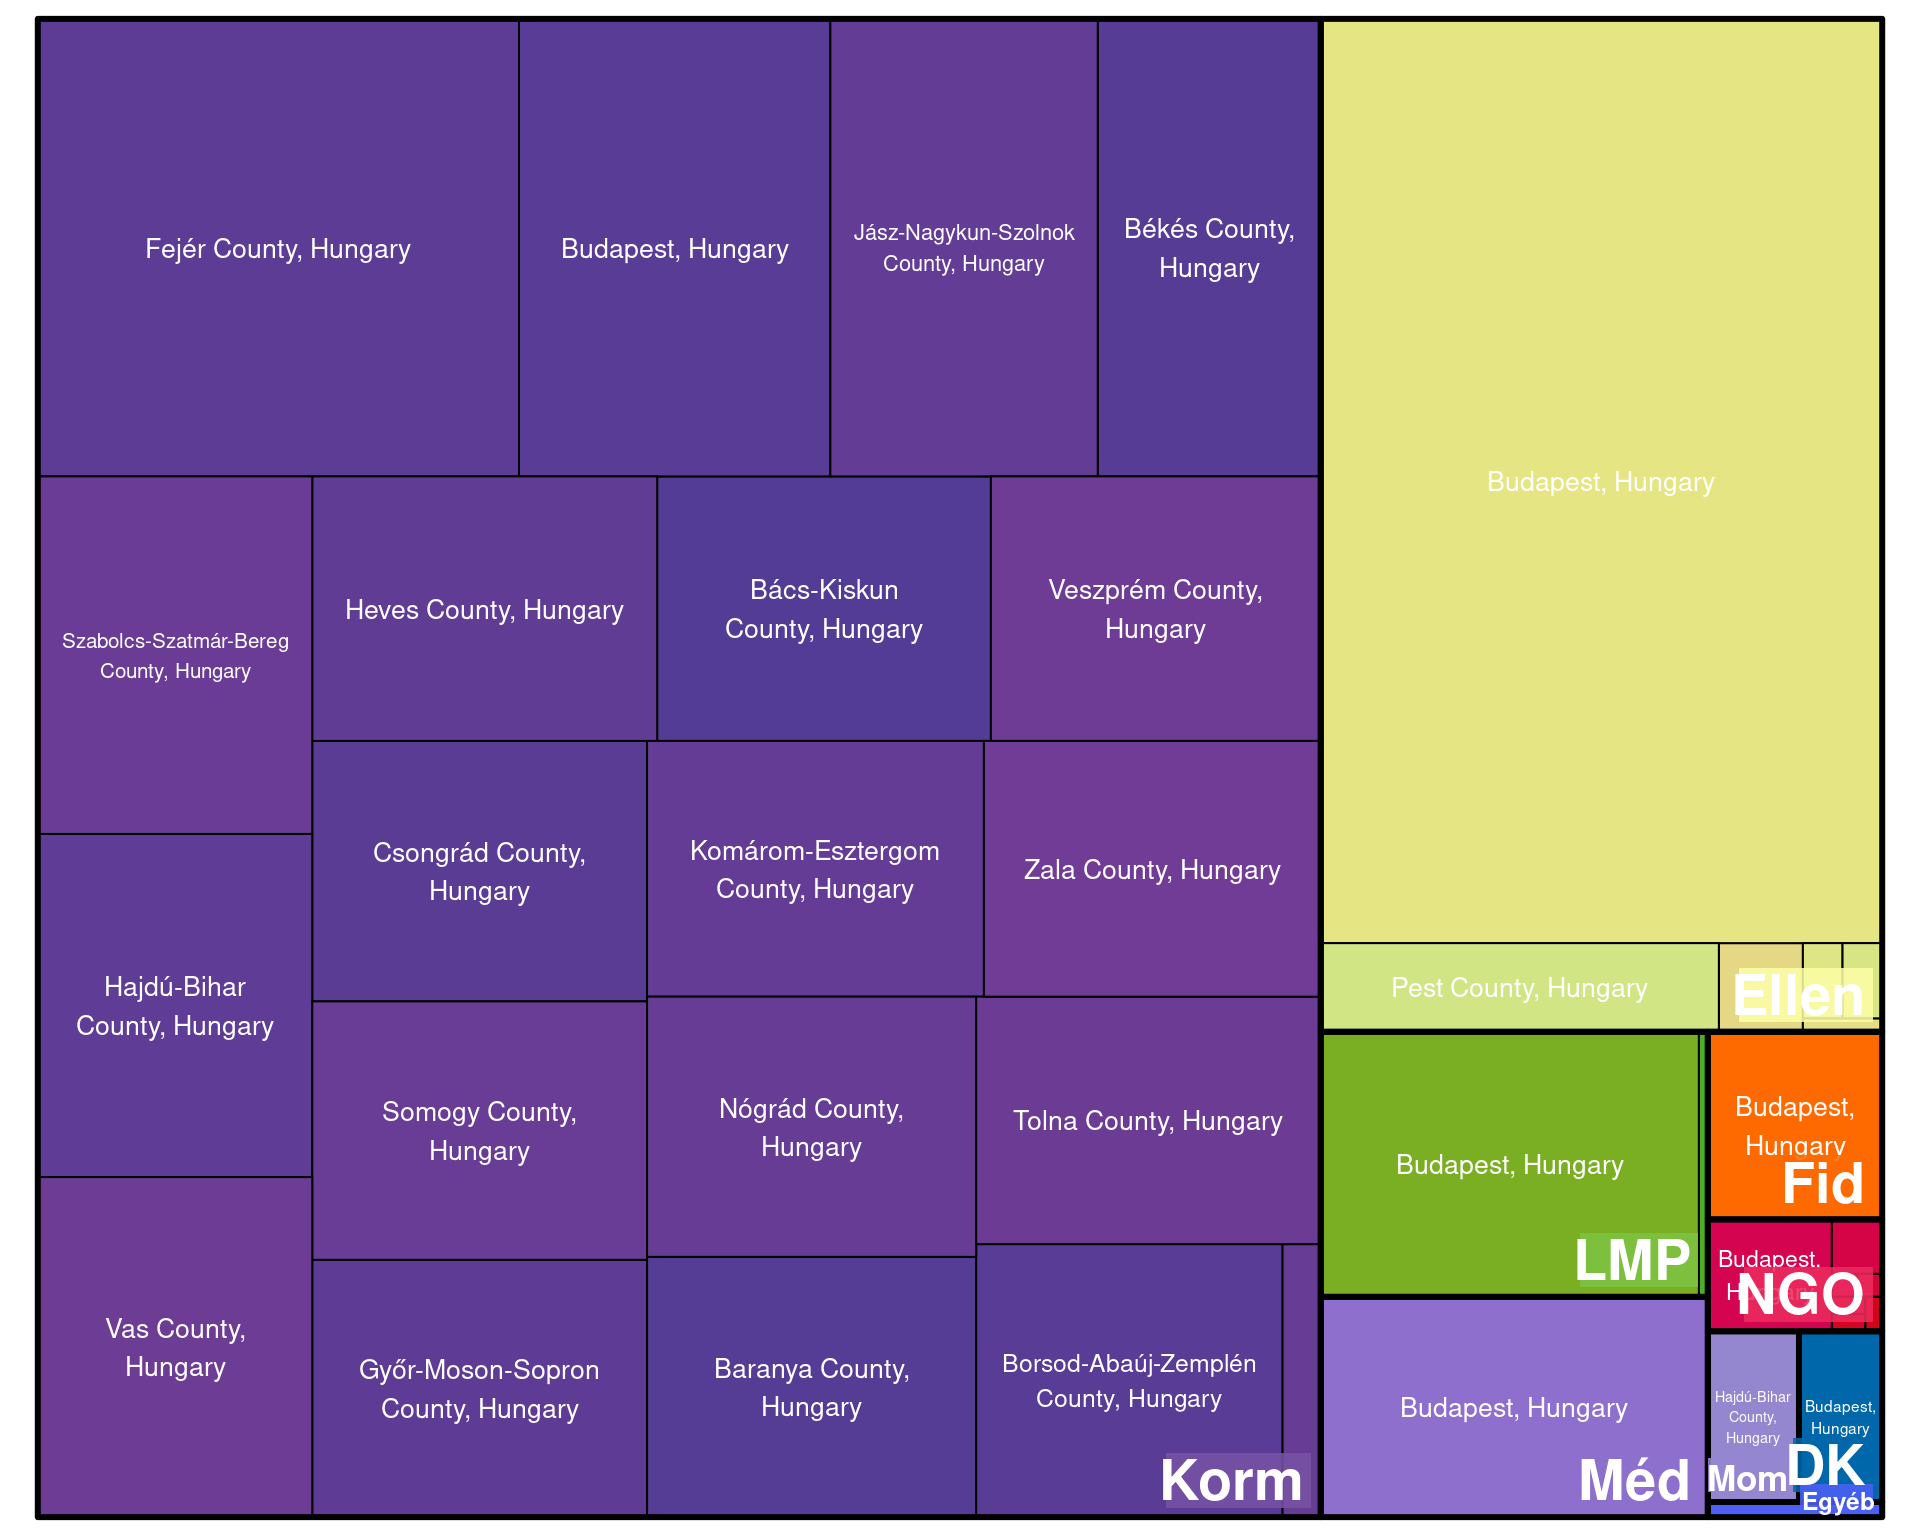 Fejér County, Hungary
Budapest, Hungary
Jász-Nagykun-Szolnok
County, Hungary
Békés County,
Hungary
Szabolcs-Szatmár-Bereg
County, Hungary
Heves County, Hungary
Bács-Kiskun
County, Hungary
Veszprém County,
Hungary
Hajdú-Bihar
County, Hungary
Csongrád County,
Hungary
Komárom-Esztergom
County, Hungary
Zala County, Hungary
Somogy County,
Hungary
Nógrád County,
Hungary
Tolna County, Hungary
Vas County,
Hungary
Győr-Moson-Sopron
County, Hungary
Baranya County,
Hungary
Borsod-Abaúj-Zemplén
County, Hungary
Korm
Budapest, Hungary
Pest County, Hungary
Ellen
Budapest, Hungary
LMP
Budapest,
Hungary
Fid
Budapest,
Hungary
NGO
Budapest, Hungary
Méd
Hajdú-Bihar
County,
Hungary
Mom
Budapest,
Hungary
DK
Egyéb